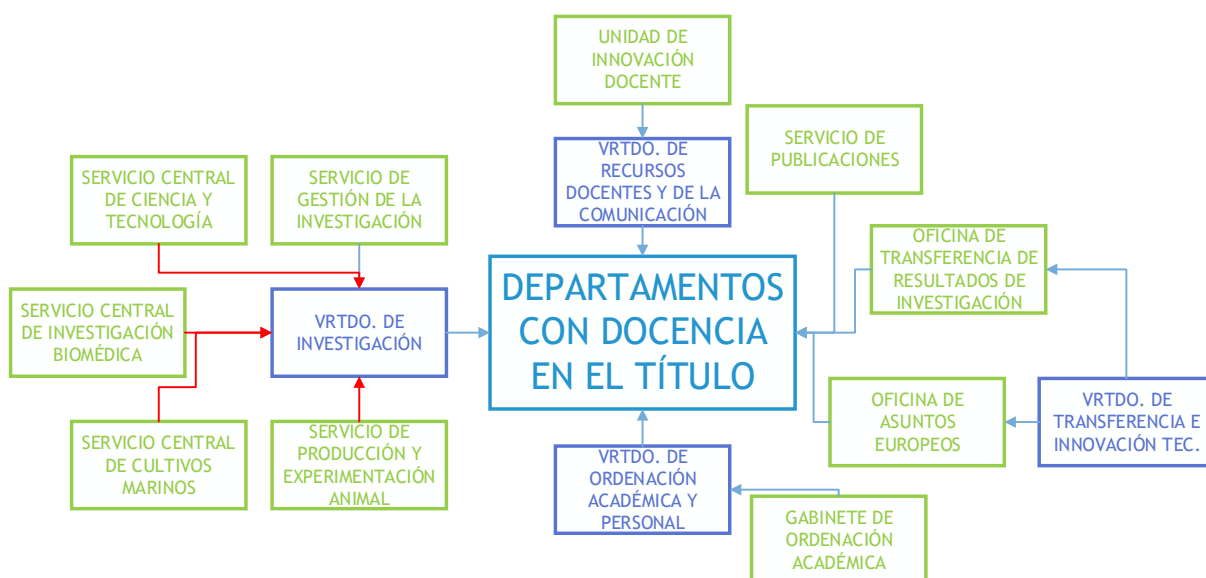 UNIDAD DE
INNOVACIÓN
DOCENTE
SERVICIO DE
PUBLICACIONES
VRTDO. DE
RECURSOS
DOCENTES Y DE LA
COMUNICACIÓN
SERVICIO CENTRAL
DE CIENCIA Y
TECNOLOGÍA
SERVICIO DE
GESTIÓN DE LA
INVESTIGACIÓN
OFICINA DE
TRANSFERENCIA DE
RESULTADOS DE
INVESTIGACIÓN
SERVICIO CENTRAL
DE INVESTIGACIÓN
BIOMÉDICA
VRTDO. DE
INVESTIGACIÓN
DEPARTAMENTOS
CON DOCENCIA
EN EL TÍTULO
OFICINA DE
ASUNTOS
EUROPEOS
VRTDO. DE
TRANSFERENCIA E
INNOVACIÓN TEC.
SERVICIO CENTRAL
DE CULTIVOS
MARINOS
SERVICIO DE
PRODUCCIÓN Y
EXPERIMENTACIÓN
ANIMAL
VRTDO. DE
ORDENACIÓN
ACADÉMICA Y
PERSONAL
GABINETE DE
ORDENACIÓN
ACADÉMICA